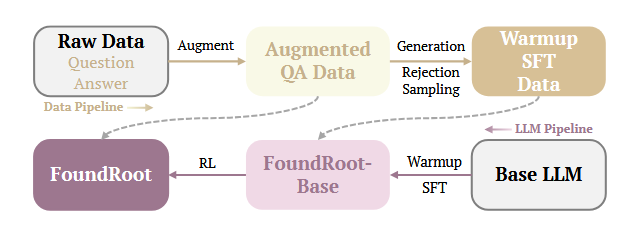 Raw Data
Question
Answer
Augment
Augmented
QA Data
Generation
Rejection
Sampling
Warmup
SFT
Data
Data Pipeline
LLM Pipeline
FoundRoot
RL
FoundRoot-
Base
Warmup
SFT
Base LLM